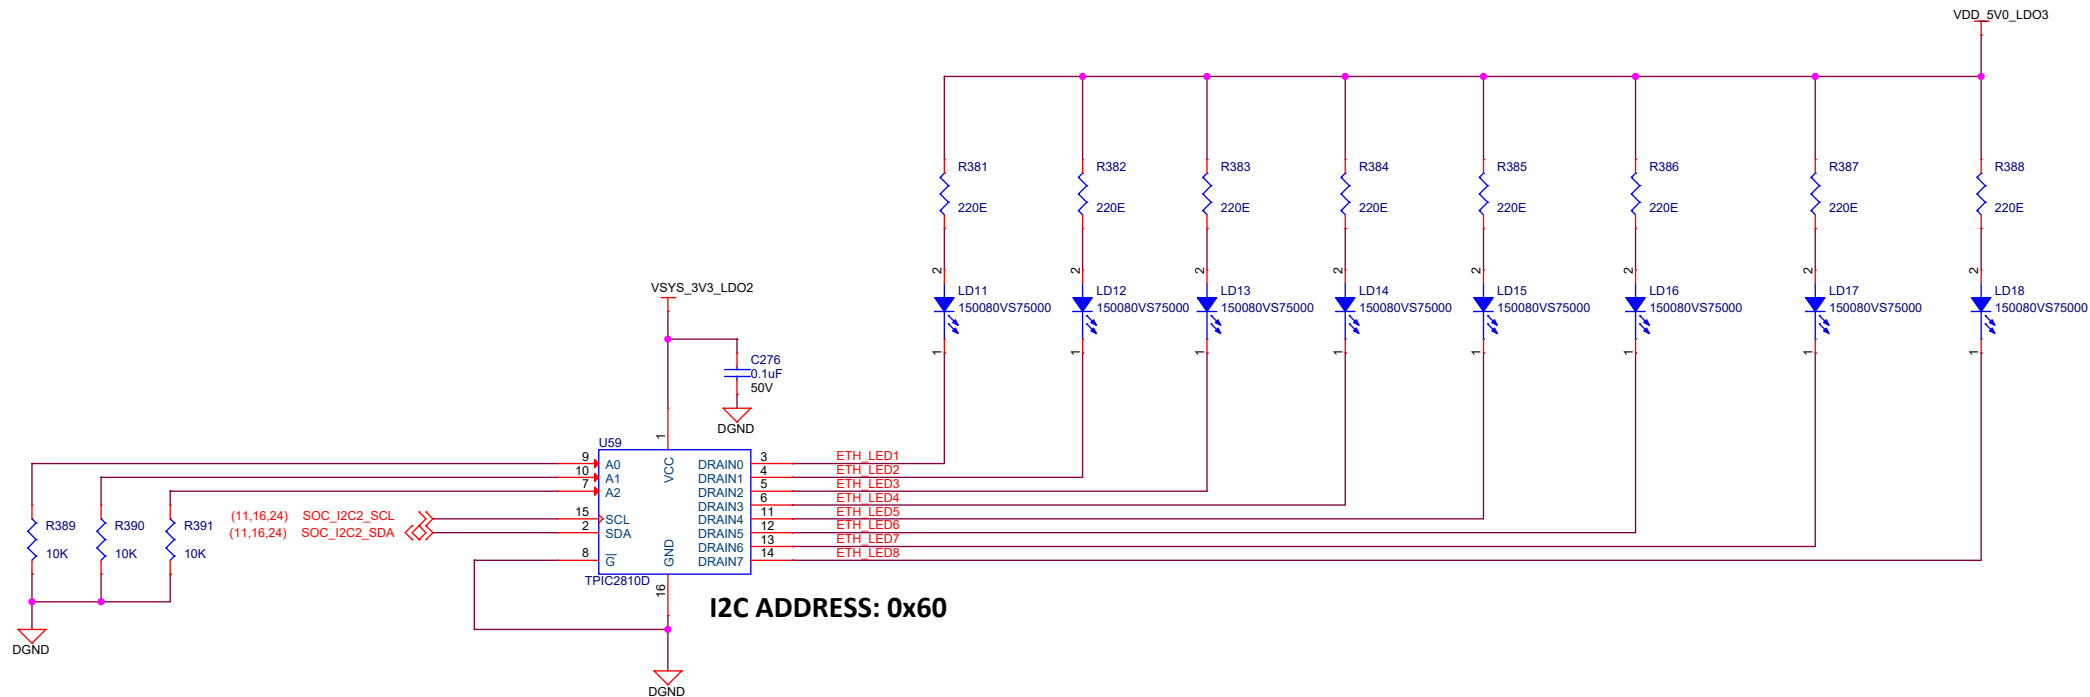 VDD_5V0_LDO3
R381
220E
R382
220E
R383
220E
R384
220E
R385
220E
R386
220E
R387
220E
R388
220E
2
LD11
150080VS75000
1
2
LD12
150080VS75000
1
2
LD13
150080VS75000
1
2
LD14
150080VS75000
1
2
LD15
150080VS75000
1
2
LD16
150080VS75000
1
2
LD17
150080VS75000
1
2
LD18
150080VS75000
1
VSYS_3V3_LDO2
C276
0.1uF
50V
DGND
U59
1
VCC
9 A0
10 A1
7 A2
15 SCL
2 SDA
8 G
GND
16
DRAIN0 3 ETH_LED1
DRAIN1 4 ETH_LED2
DRAIN2 5 ETH_LED3
DRAIN3 6 ETH_LED4
DRAIN4 11 ETH_LED5
DRAIN5 12 ETH_LED6
DRAIN6 13 ETH_LED7
DRAIN7 14 ETH_LED8
TPIC2810D
(11,16,24) SOC_I2C2_SCL
(11,16,24) SOC_I2C2_SDA
R389
10K
R390
10K
R391
10K
DGND
I2C ADDRESS: 0x60
DGND